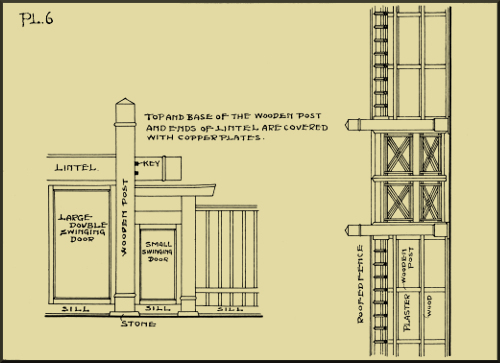 PL.6
TOP AND BASE OF THE WOODEN POST
AND ENDS OF LINTEL ARE COVERED
WITH COPPER PLATES.
LINTEL
KEY
WOODEN POST
LARGE
DOUBLE
SWINGING
DOOR
SMALL
SWINGING
DOOR
SILL
SILL
SILL
STONE
ROOFED FENCE
PLASTER
WOODEN
POST
WOOD